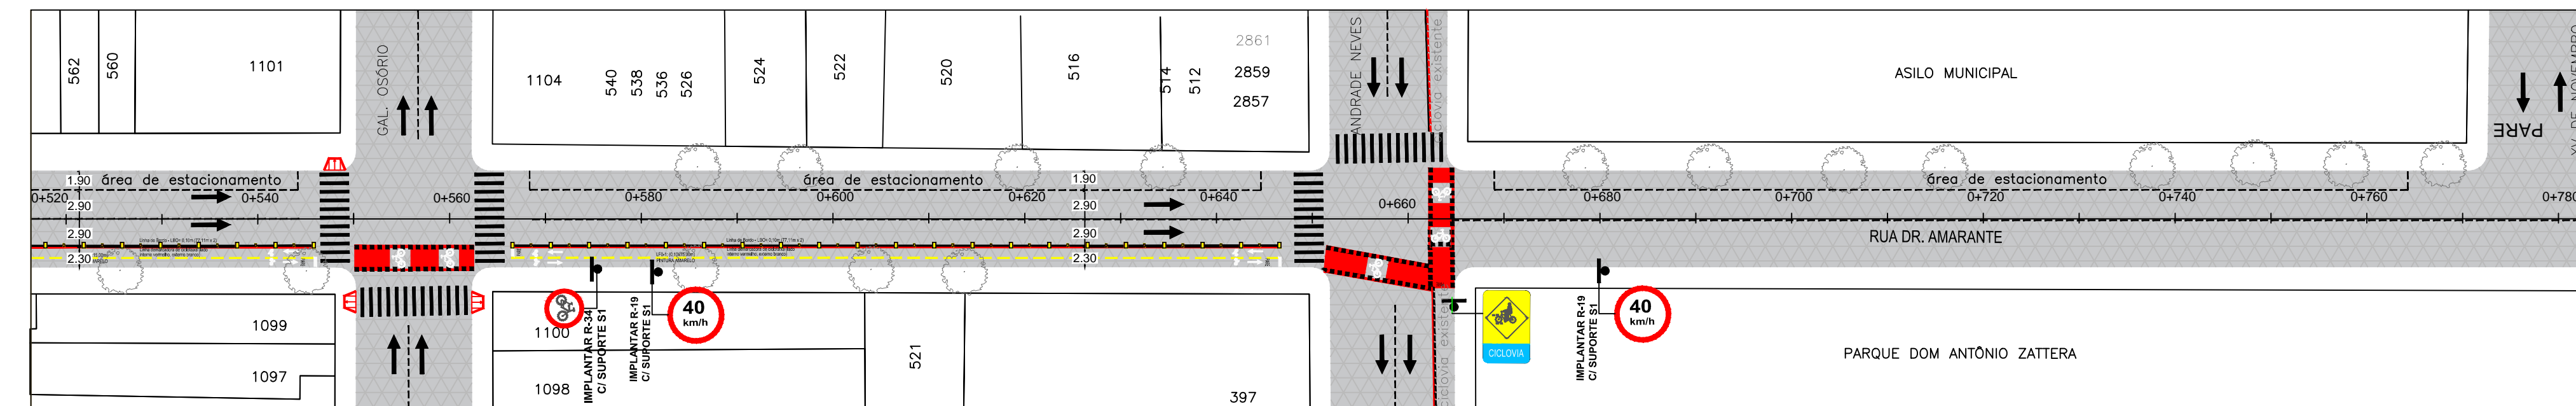 562
560
1101
GAL. OSÓRIO
1104
540
538
536
526
524
522
520
516
514
512
2861
2859
2857
ANDRADE NEVES
ciclovia existente
ASILO MUNICIPAL
PARE
XV DE NOVEMBRO
área de estacionamento
área de estacionamento
área de estacionamento
1.90
2.90
2.90
2.30
1.90
2.90
2.90
2.30
0+520
0+540
0+560
0+580
0+600
0+620
0+640
0+660
0+680
0+700
0+720
0+740
0+760
0+780
RUA DR. AMARANTE
1099
1097
1100
1098
IMPLANTAR R-34
C/ SUPORTE S1
IMPLANTAR R-19
C/ SUPORTE S1
40
km/h
521
397
ciclovia existente
CICLOVIA
IMPLANTAR R-19
C/ SUPORTE S1
40
km/h
PARQUE DOM ANTÔNIO ZATTERA